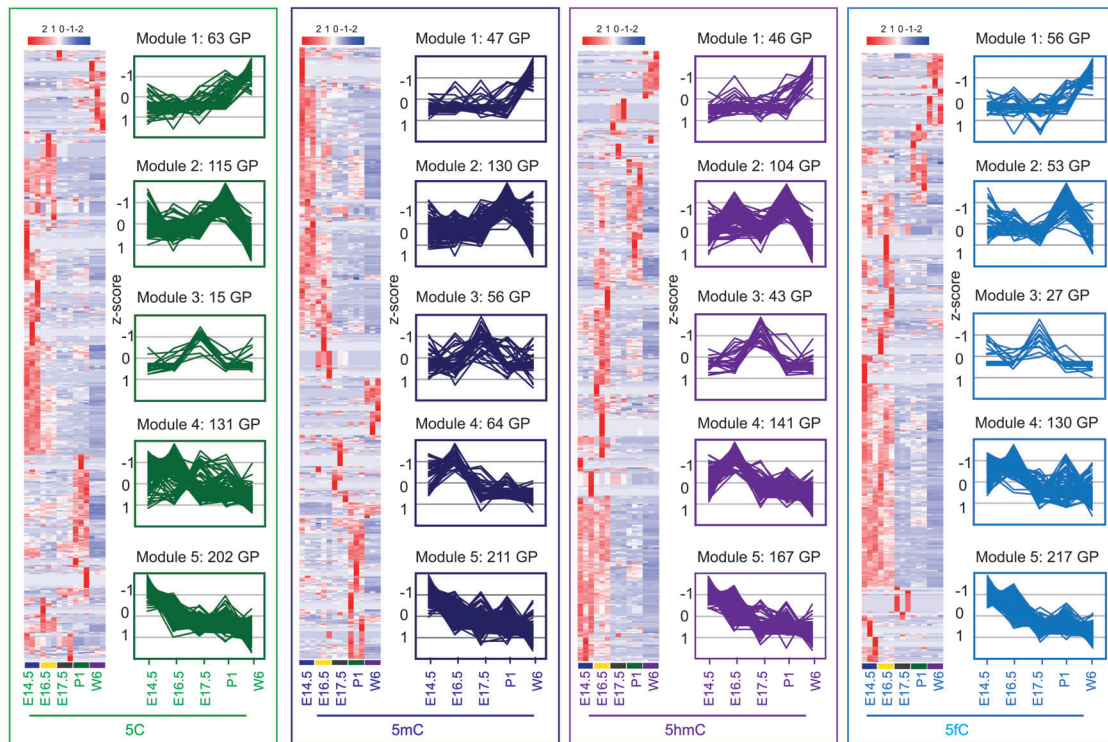 2 1 0 -1-2
Module 1: 63 GP
-1
0
1
Module 2: 115 GP
-1
0
1
Module 3: 15 GP
-1
0
1
Module 4: 131 GP
-1
0
1
Module 5: 202 GP
-1
0
1
E14.5
E16.5
E17.5
P1
W6
E14.5
E16.5
E17.5
P1
W6
5C
2 1 0 -1-2
z-score
Module 1: 47 GP
-1
0
1
Module 2: 130 GP
-1
0
1
Module 3: 56 GP
-1
0
1
Module 4: 64 GP
-1
0
1
Module 5: 211 GP
-1
0
1
E14.5
E16.5
E17.5
P1
W6
E14.5
E16.5
E17.5
P1
W6
5mC
2 1 0 -1-2
Module 1: 46 GP
-1
0
1
Module 2: 104 GP
-1
0
1
z-score
Module 3: 43 GP
-1
0
1
Module 4: 141 GP
-1
0
1
Module 5: 167 GP
-1
0
1
E14.5
E16.5
E17.5
P1
W6
E14.5
E16.5
E17.5
P1
W6
5hmC
2 1 0 -1-2
Module 1: 56 GP
-1
0
1
Module 2: 53 GP
-1
0
1
z-score
Module 3: 27 GP
-1
0
1
Module 4: 130 GP
-1
0
1
Module 5: 217 GP
-1
0
1
E14.5
E16.5
E17.5
P1
W6
E14.5
E16.5
E17.5
P1
W6
5fC
z-score